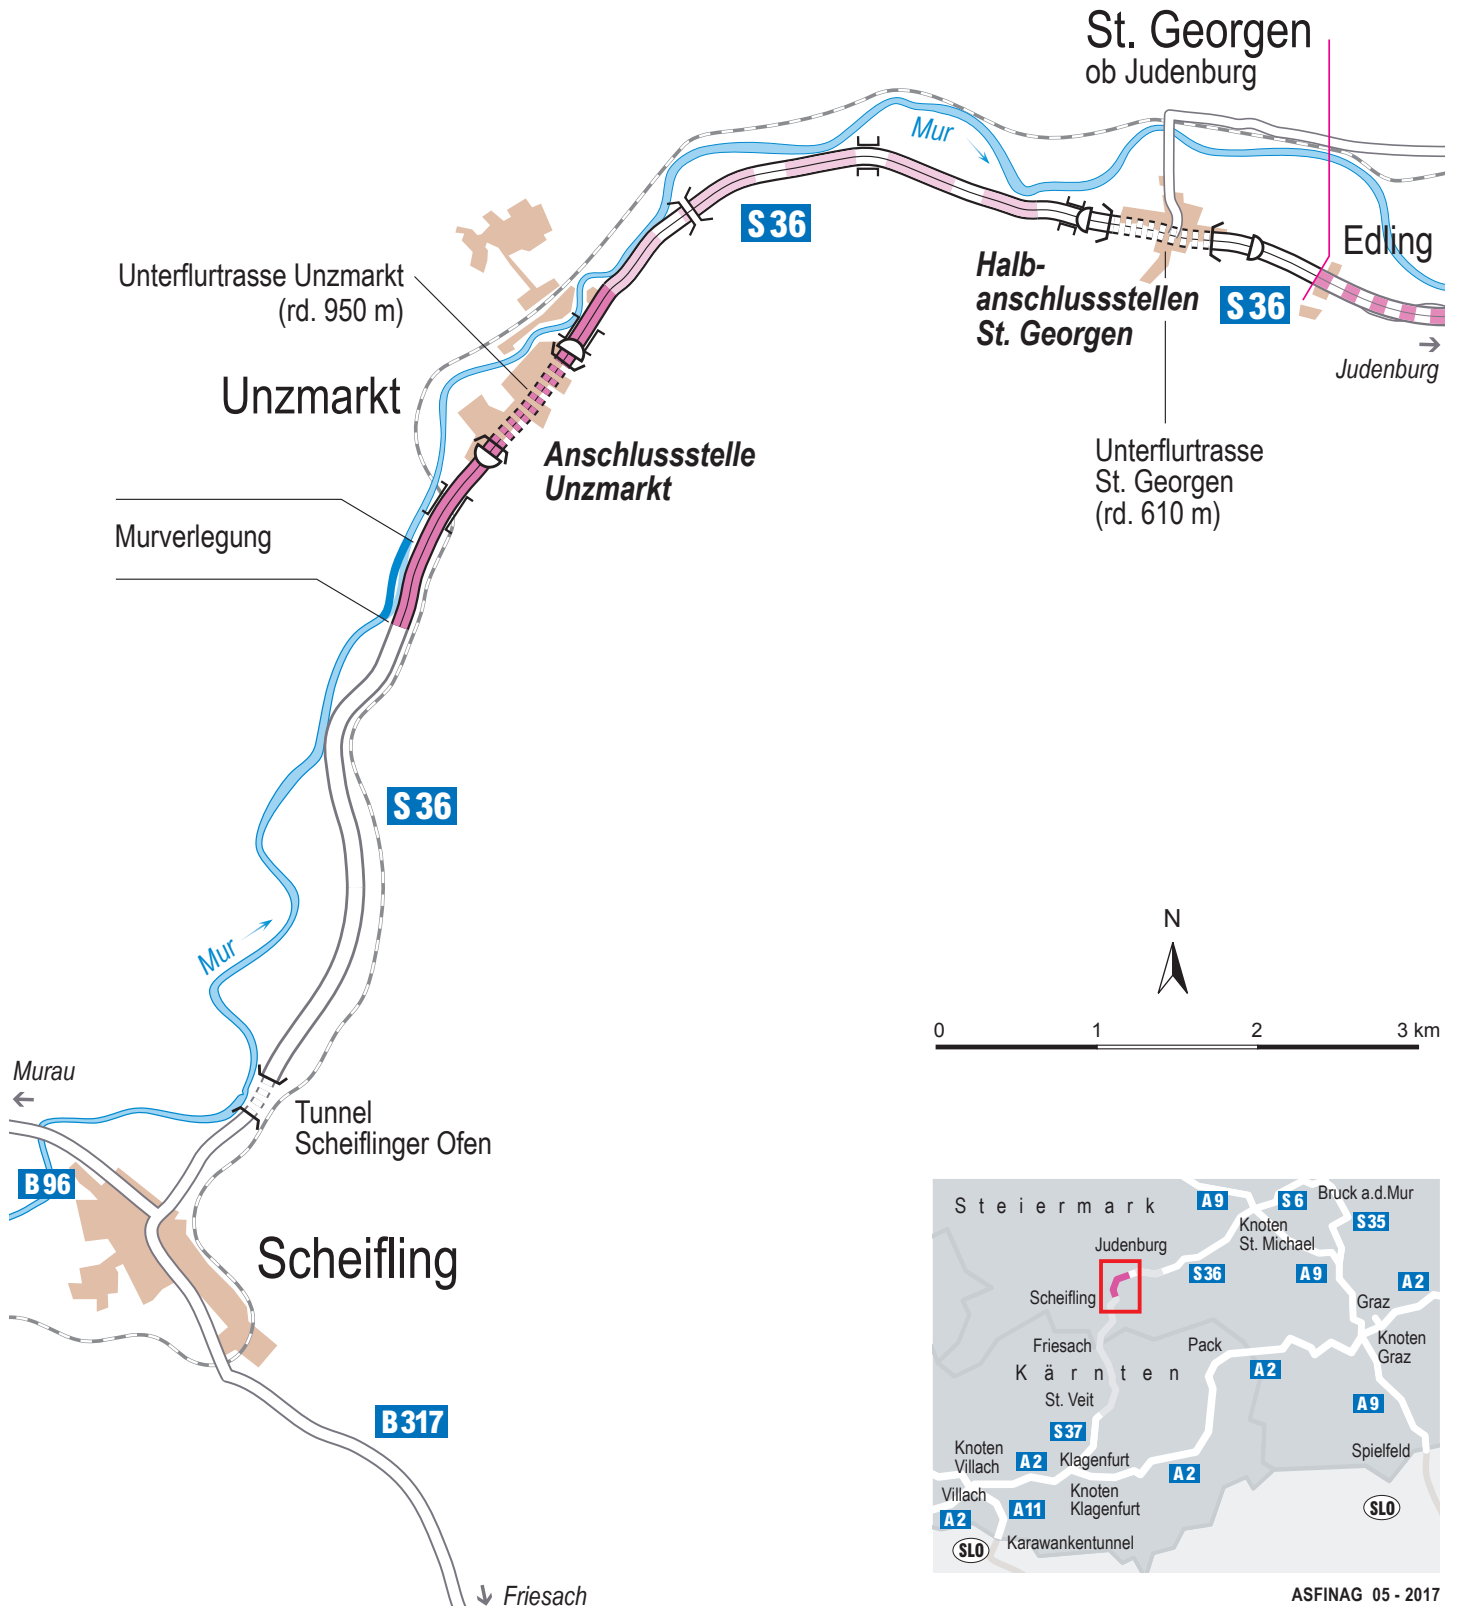 St. Georgen
ob Judenburg
Mur
S 36
Edling
Halb-
anschlussstellen
St. Georgen
S 36
Unterflurtrasse Unzmarkt
(rd. 950 m)
Judenburg
Unzmarkt
Anschlussstelle
Unzmarkt
Unterflurtrasse
St. Georgen
(rd. 610 m)
Murverlegung
S 36
Mur
N
0 1 2 3 km
Murau
Tunnel
Scheiflinger Ofen
B 96
Scheifling
B 317
Friesach
Steiermark
A 9
S 6
Bruck a.d.Mur
S 35
Knoten
St. Michael
Judenburg
S 36
A 9
A 2
Scheifling
Graz
Knoten
Graz
Friesach
Pack
Kärnten
A 2
St. Veit
A 9
S 37
Knoten
Villach
A 2
Klagenfurt
A 2
Spielfeld
Villach
Knoten
Klagenfurt
A 11
A 2
SLO
SLO
Karawankentunnel
ASFINAG 05 - 2017